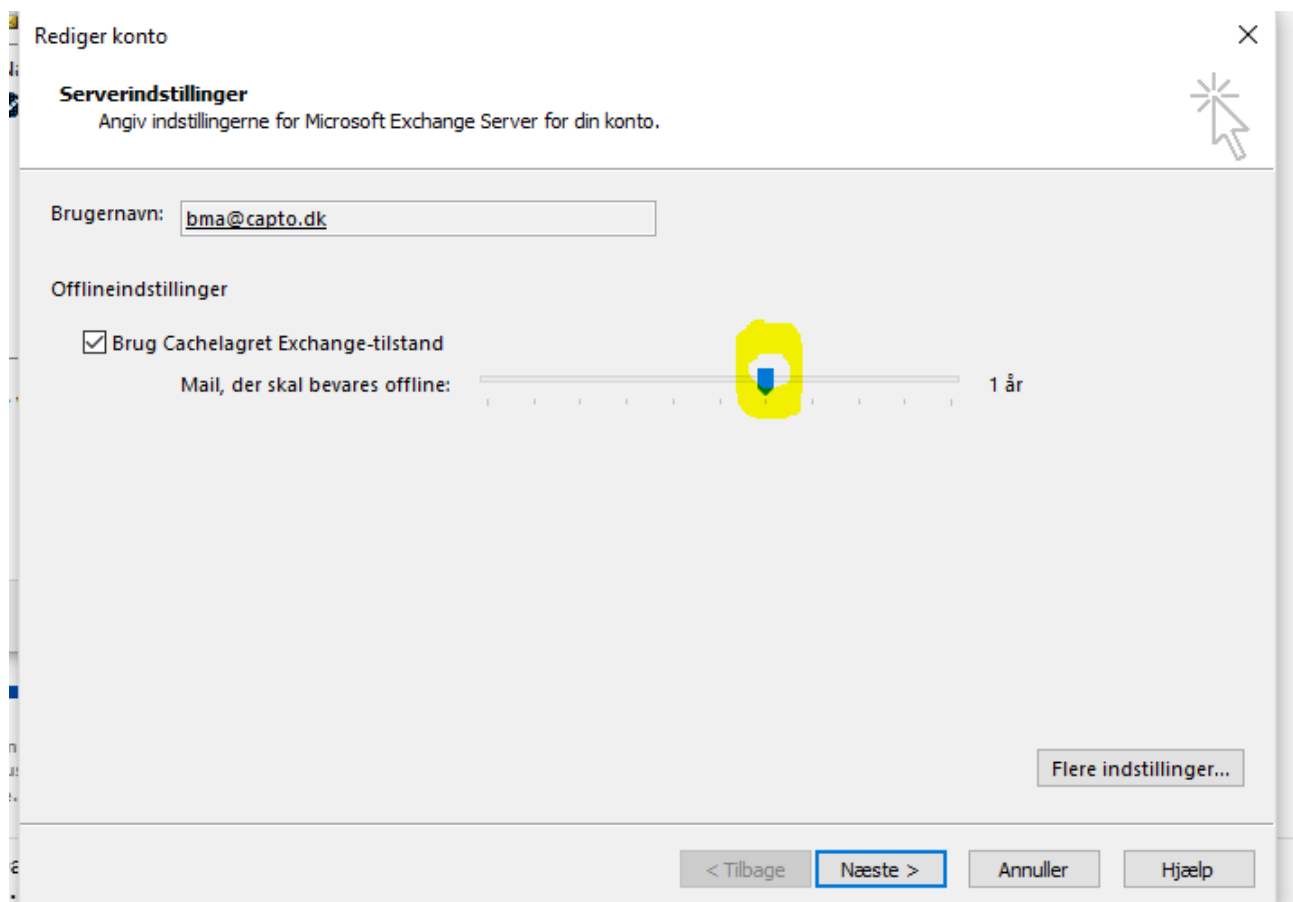 Rediger konto
Serverindstillinger
Angiv indstillingerne for Microsoft Exchange Server for din konto.
Brugernavn: bma@capto.dk
Offlineindstillinger
Brug Cachelagret Exchange-tilstand
Mail, der skal bevares offline: 1 år
Flere indstillinger...
< Tilbage Næste > Annuller Hjælp